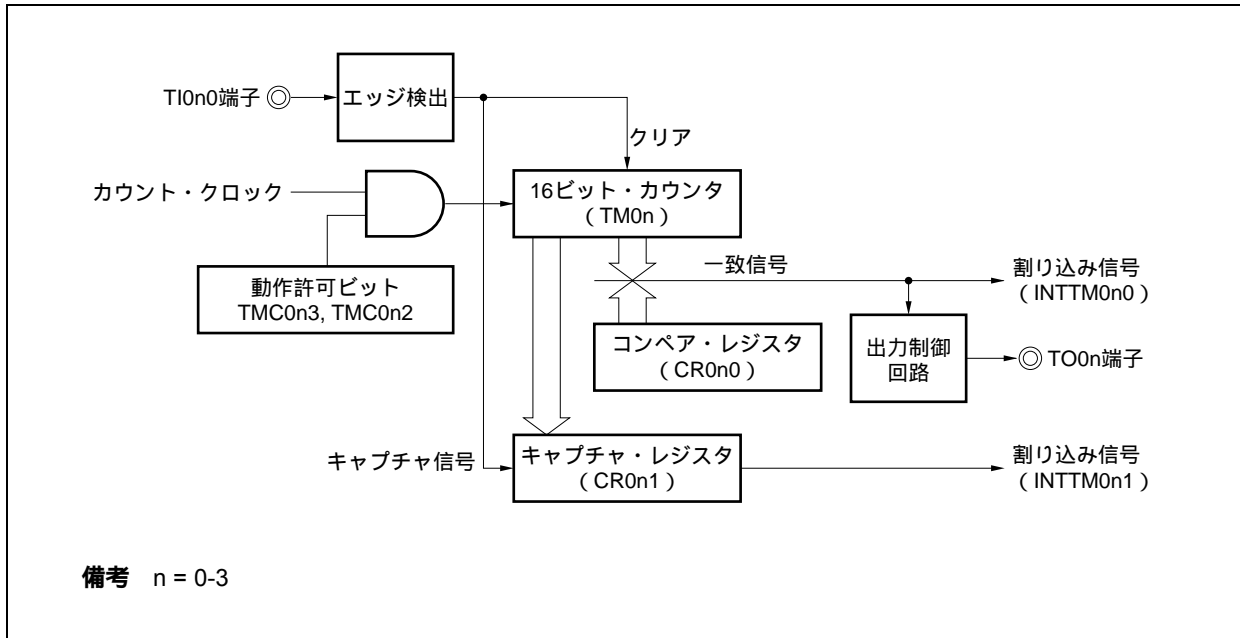 TI0n0端子
エッジ検出
クリア
カウント・クロック
16ビット・カウンタ
（TM0n）
動作許可ビット
TMC0n3, TMC0n2
一致信号
割り込み信号
（INTTM0n0）
コンペア・レジスタ
（CR0n0）
出力制御
回路
TO0n端子
キャプチャ信号
キャプチャ・レジスタ
（CR0n1）
割り込み信号
（INTTM0n1）
備考 n = 0-3